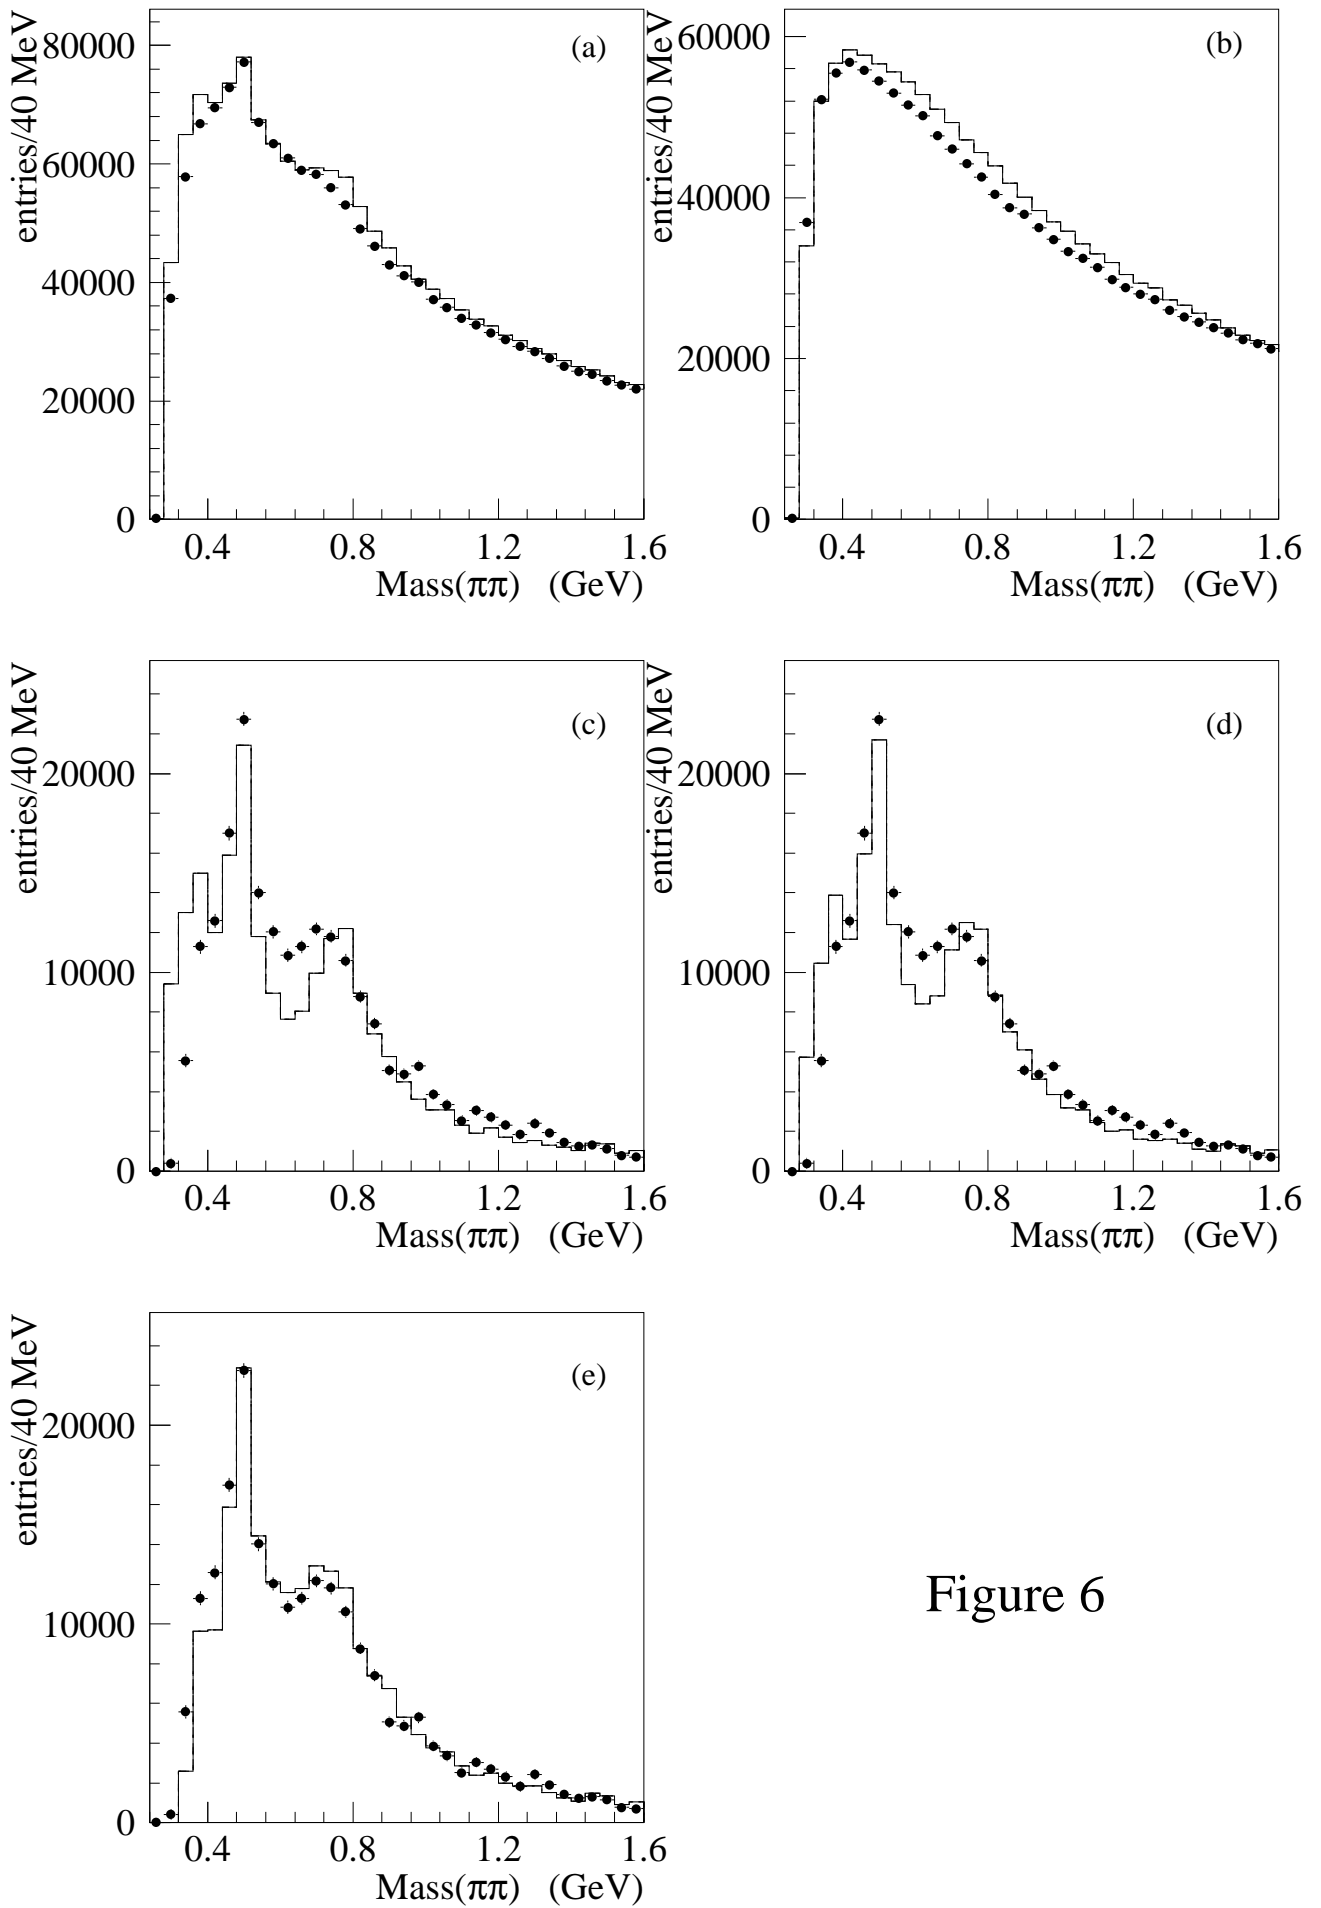 entries/40 MeV
80000
60000
40000
20000
0
(a)
0.4 0.8 1.2 1.6
Mass(ππ) (GeV)
entries/40 MeV
60000
40000
20000
0
(b)
0.4 0.8 1.2 1.6
Mass(ππ) (GeV)
entries/40 MeV
20000
10000
0
(c)
0.4 0.8 1.2 1.6
Mass(ππ) (GeV)
entries/40 MeV
20000
10000
0
(d)
0.4 0.8 1.2 1.6
Mass(ππ) (GeV)
entries/40 MeV
20000
10000
0
(e)
0.4 0.8 1.2 1.6
Mass(ππ) (GeV)
Figure 6